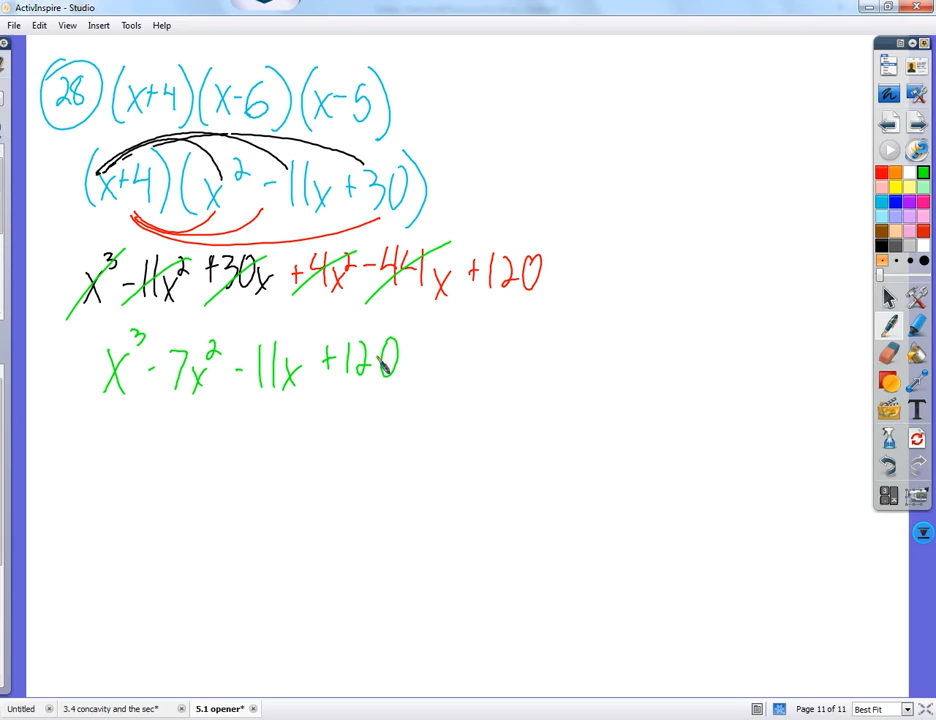 ActivInspire - Studio
File Edit View Insert Tools
28 (x+4)(x-6)(x-5)
(x+4)(x² -11x+30)
x³ -11x² +30x +4x² -44x +120
x³ - 7x² - 11x +120
Untitled 3.4 concavity and the sec* 5.1 opener* Page 11 of 11 Best Fit